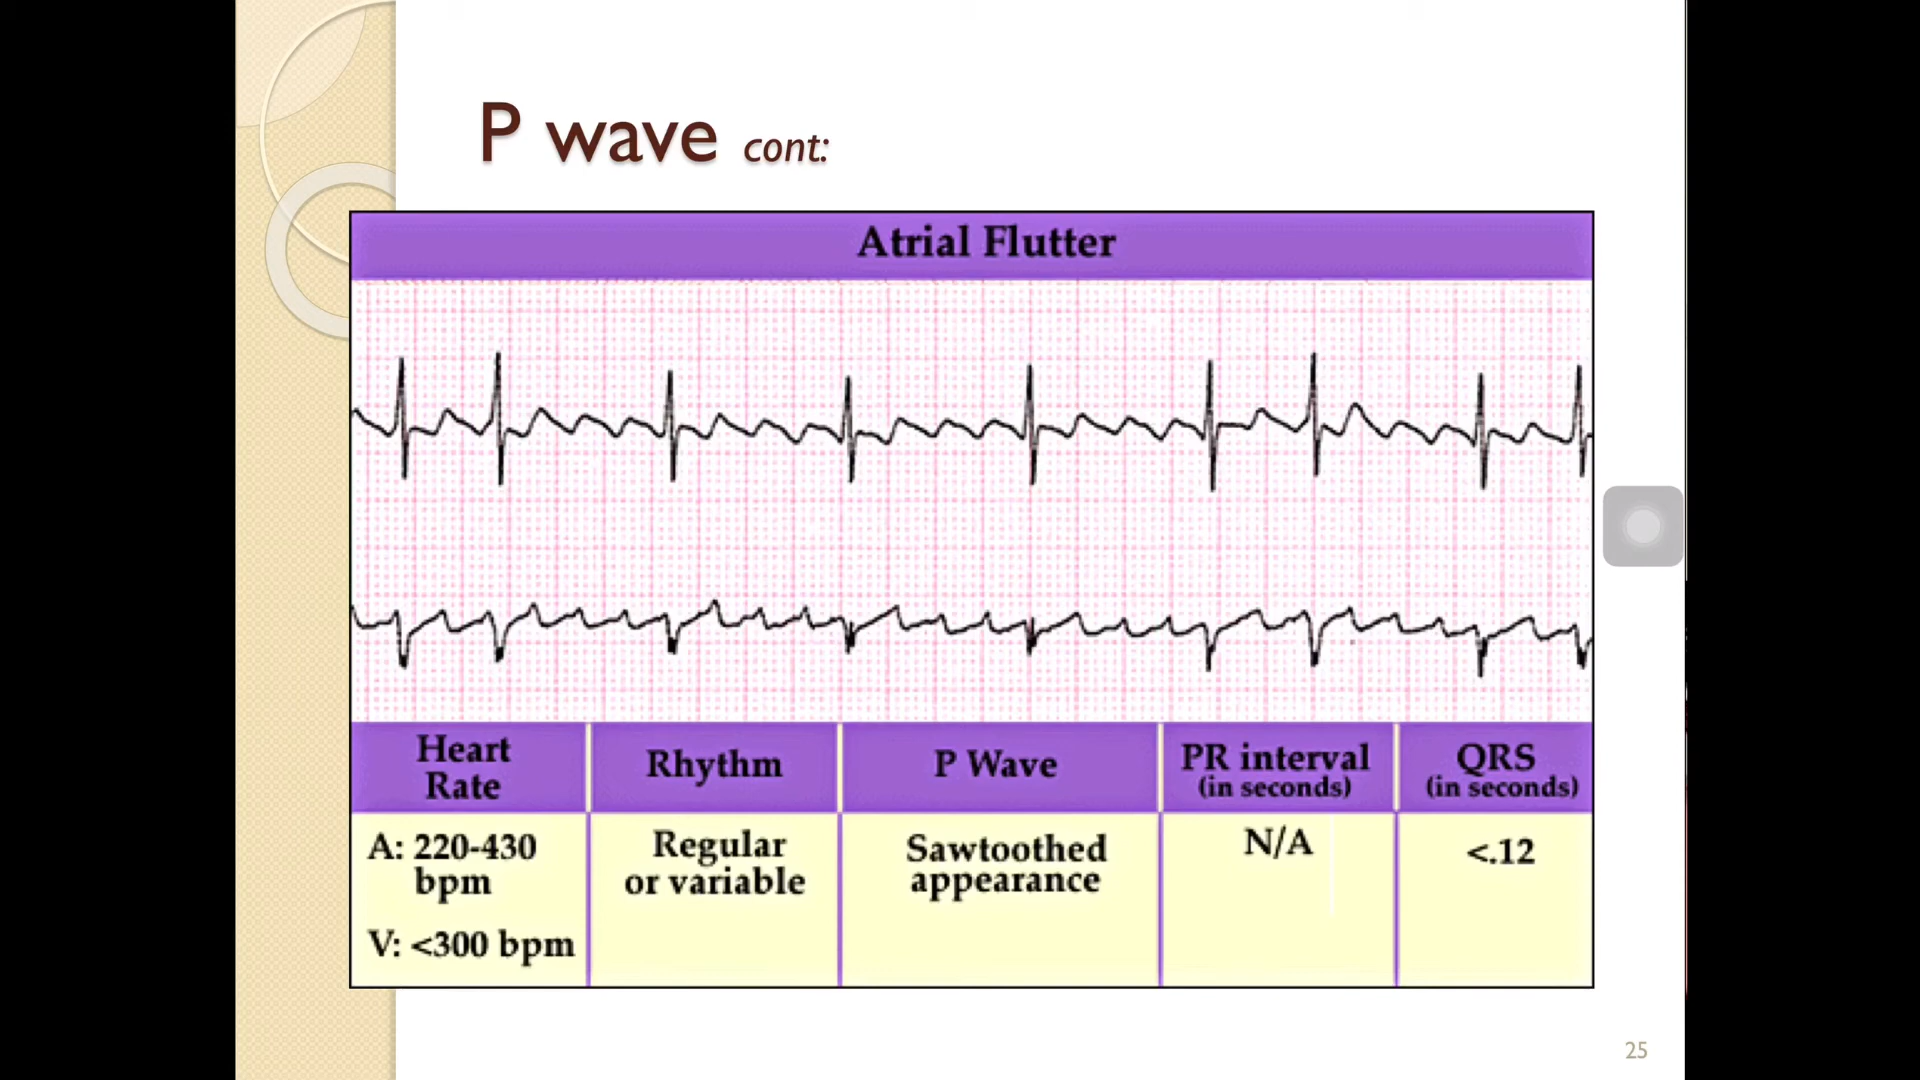 P wave cont:
Atrial Flutter
Heart
Rate
Rhythm
P Wave
PR interval
(in seconds)
QRS
(in seconds)
A: 220-430
bpm
V: <300 bpm
Regular
or variable
Sawtoothed
appearance
N/A
<.12
25